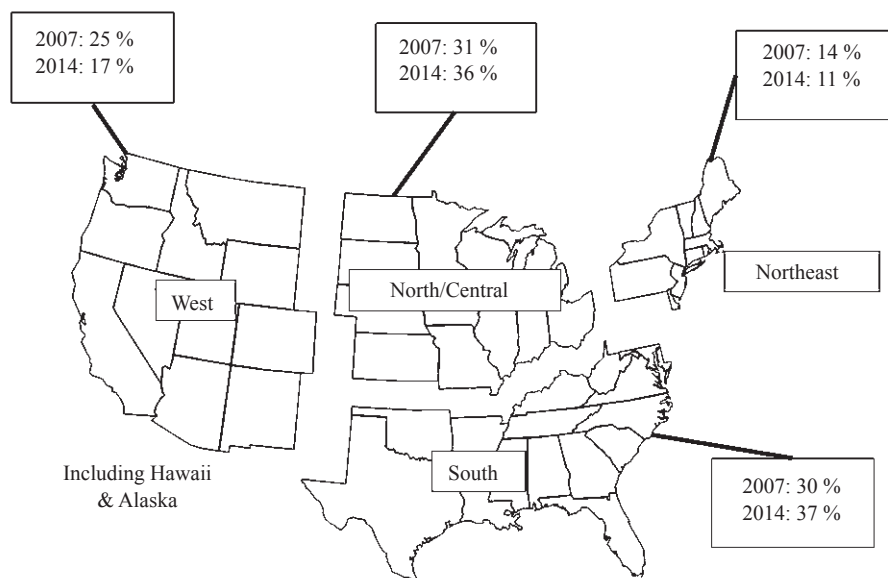 2007: 25 %
2014: 17 %
2007: 31 %
2014: 36 %
2007: 14 %
2014: 11 %
West
North/Central
Northeast
Including Hawaii
& Alaska
South
2007: 30 %
2014: 37 %